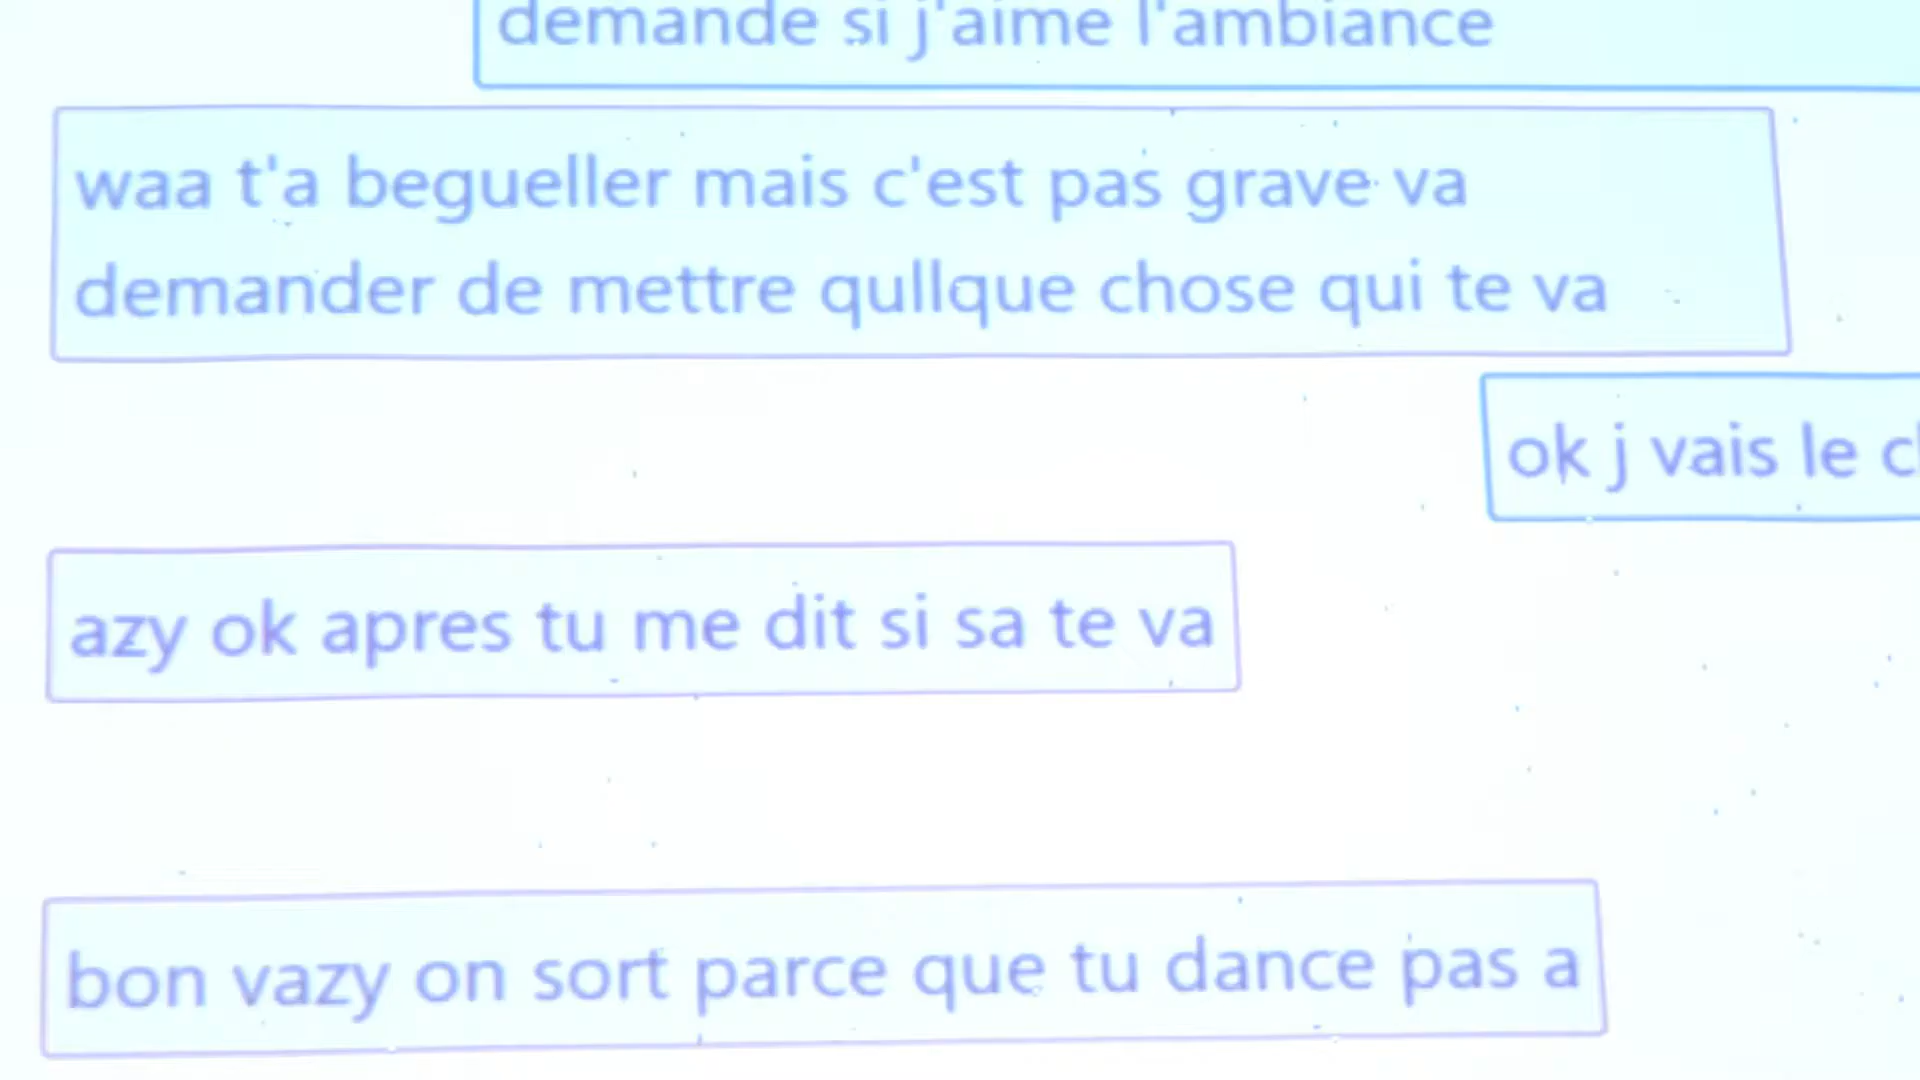 demande si j'aime l'ambiance
waa t'a begueller mais c'est pas grave va
demander de mettre qullque chose qui te va
ok j vais le
azy ok apres tu me dit si sa te va
bon vazy on sort parce que tu dance pas a